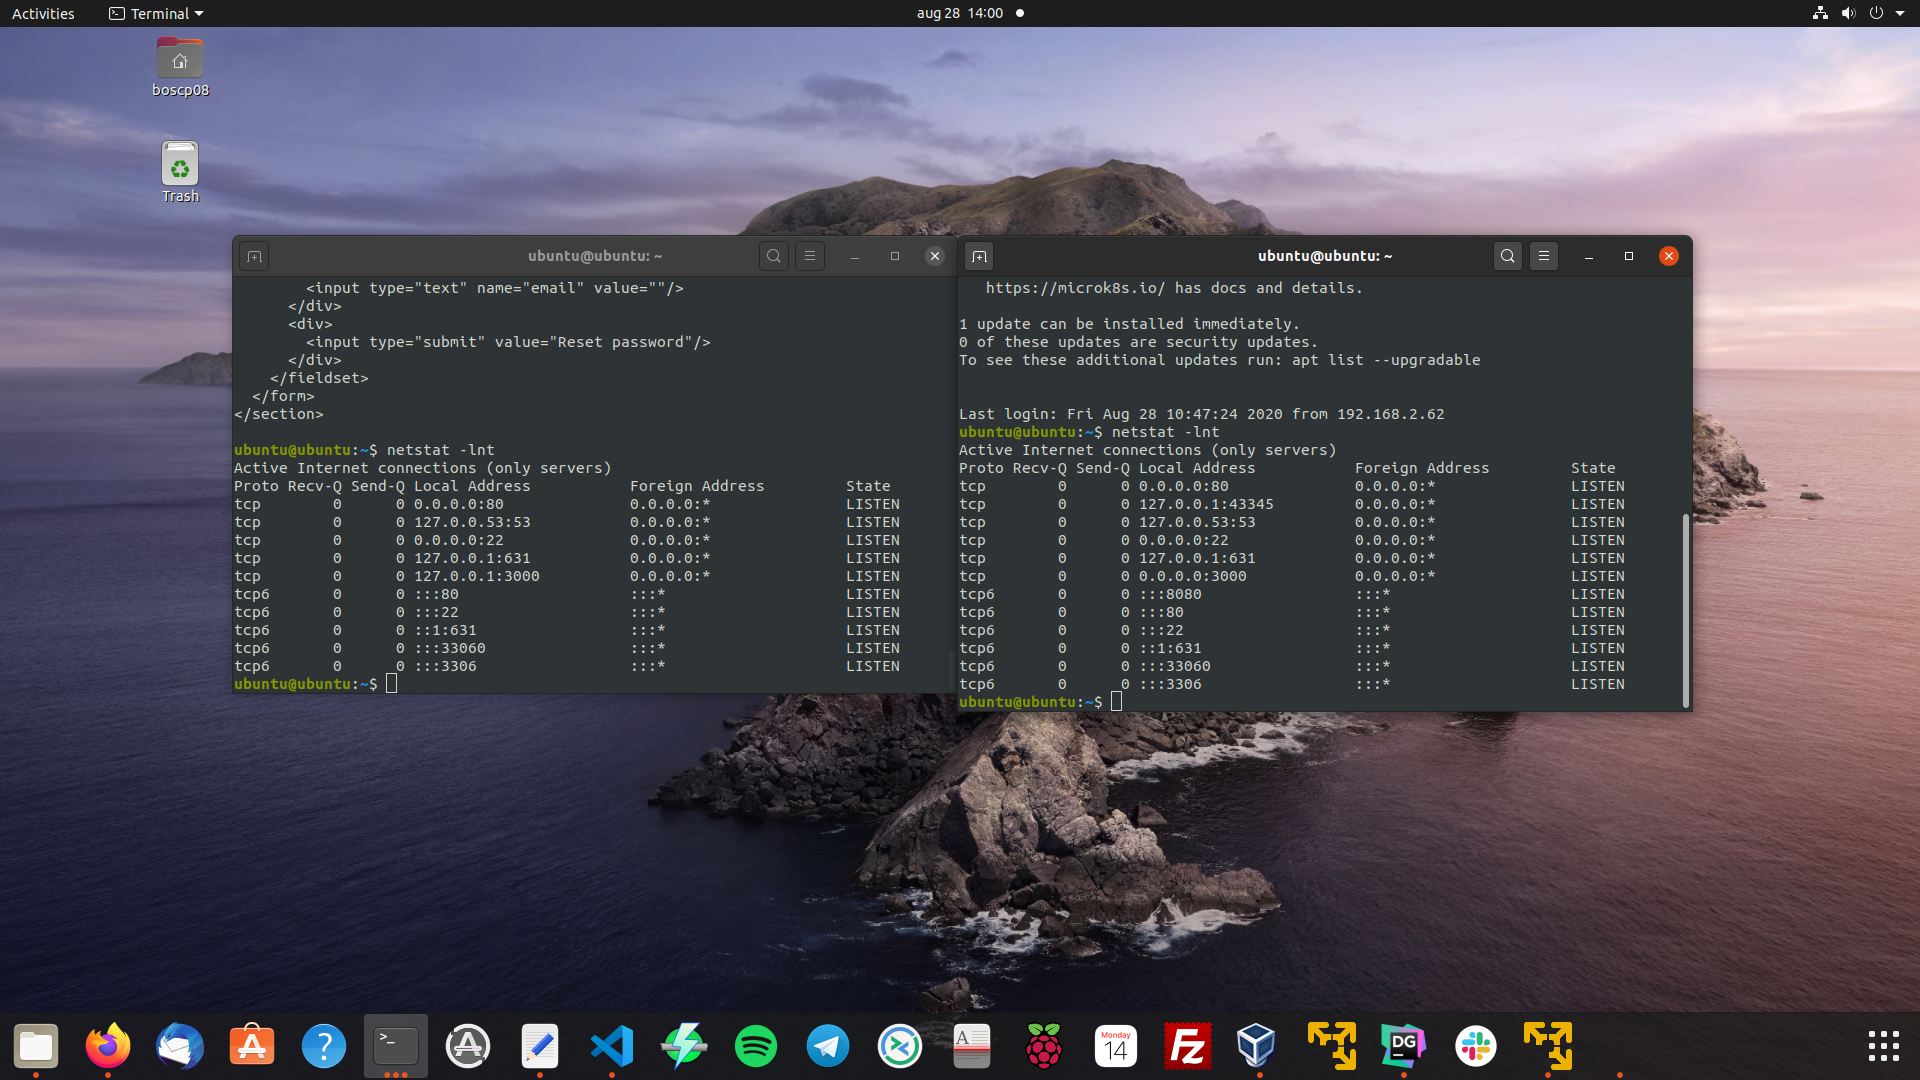 Activities
Terminal
aug 28 14:00
boscp08
Trash
ubuntu@ubuntu: ~
        <input type="text" name="email" value=""/>
      </div>
      <div>
        <input type="submit" value="Reset password"/>
      </div>
    </fieldset>
  </form>
</section>
ubuntu@ubuntu:~$ netstat -lnt
Active Internet connections (only servers)
Proto Recv-Q Send-Q Local Address           Foreign Address         State
tcp        0      0 0.0.0.0:80              0.0.0.0:*               LISTEN
tcp        0      0 127.0.0.53:53           0.0.0.0:*               LISTEN
tcp        0      0 0.0.0.0:22              0.0.0.0:*               LISTEN
tcp        0      0 127.0.0.1:631           0.0.0.0:*               LISTEN
tcp        0      0 127.0.0.1:3000          0.0.0.0:*               LISTEN
tcp6       0      0 :::80                   :::*                    LISTEN
tcp6       0      0 :::22                   :::*                    LISTEN
tcp6       0      0 ::1:631                 :::*                    LISTEN
tcp6       0      0 :::33060                :::*                    LISTEN
tcp6       0      0 :::3306                 :::*                    LISTEN
ubuntu@ubuntu:~$
ubuntu@ubuntu: ~
   https://microk8s.io/ has docs and details.
1 update can be installed immediately.
0 of these updates are security updates.
To see these additional updates run: apt list --upgradable
Last login: Fri Aug 28 10:47:24 2020 from 192.168.2.62
ubuntu@ubuntu:~$ netstat -lnt
Active Internet connections (only servers)
Proto Recv-Q Send-Q Local Address           Foreign Address         State
tcp        0      0 0.0.0.0:80              0.0.0.0:*               LISTEN
tcp        0      0 127.0.0.1:43345         0.0.0.0:*               LISTEN
tcp        0      0 127.0.0.53:53           0.0.0.0:*               LISTEN
tcp        0      0 0.0.0.0:22              0.0.0.0:*               LISTEN
tcp        0      0 127.0.0.1:631           0.0.0.0:*               LISTEN
tcp        0      0 0.0.0.0:3000            0.0.0.0:*               LISTEN
tcp6       0      0 :::8080                 :::*                    LISTEN
tcp6       0      0 :::80                   :::*                    LISTEN
tcp6       0      0 :::22                   :::*                    LISTEN
tcp6       0      0 ::1:631                 :::*                    LISTEN
tcp6       0      0 :::33060                :::*                    LISTEN
tcp6       0      0 :::3306                 :::*                    LISTEN
ubuntu@ubuntu:~$
Monday
14
Fz
DG